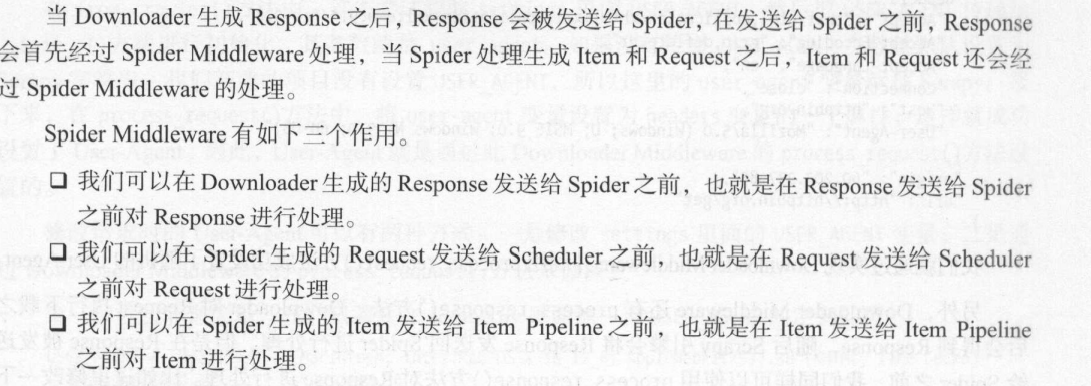 当 Downloader 生成 Response 之后，Response 会被发送给 Spider，在发送给 Spider 之前，Response
会首先经过 Spider Middleware 处理，当 Spider 处理生成 Item 和 Request 之后，Item 和 Request 还会经
过 Spider Middleware 的处理。
Spider Middleware 有如下三个作用。
❑ 我们可以在 Downloader 生成的 Response 发送给 Spider 之前，也就是在 Response 发送给 Spider
之前对 Response 进行处理。
❑ 我们可以在 Spider 生成的 Request 发送给 Scheduler 之前，也就是在 Request 发送给 Scheduler
之前对 Request 进行处理。
❑ 我们可以在 Spider 生成的 Item 发送给 Item Pipeline 之前，也就是在 Item 发送给 Item Pipeline
之前对 Item 进行处理。